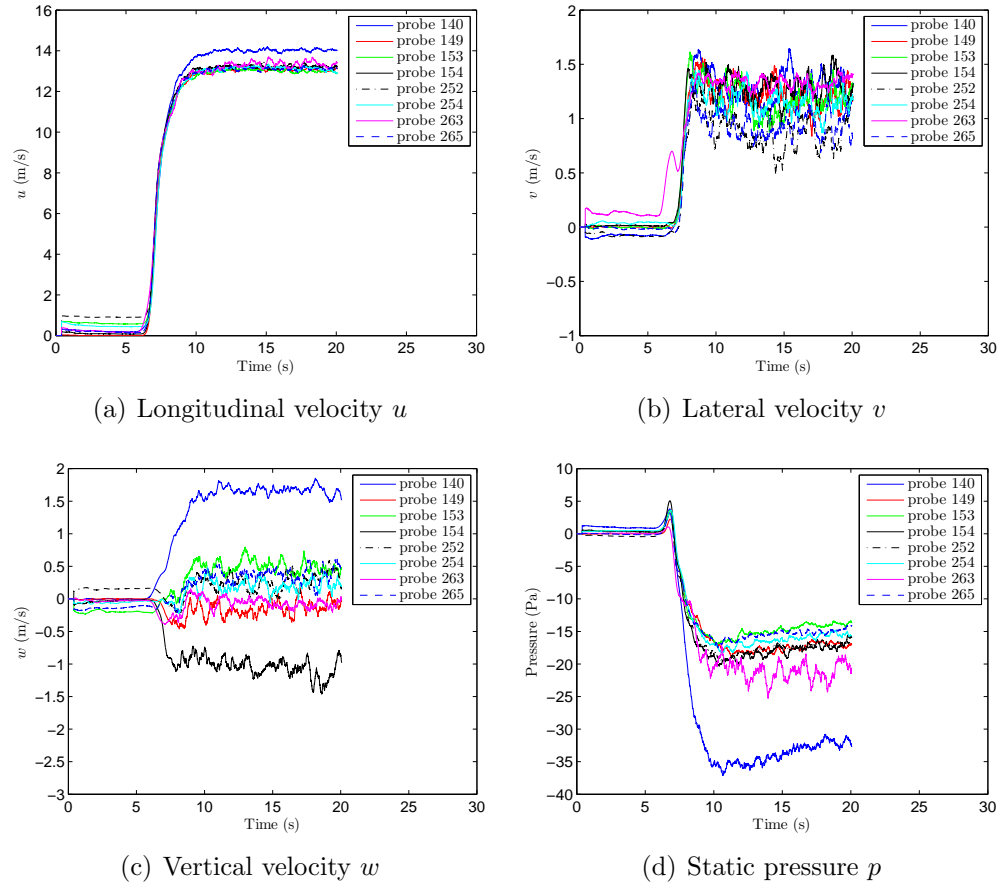 16
14
12
10
8
6
4
2
0
0 5 10 15 20 25 30
u (m/s)
Time (s)
probe 140
probe 149
probe 153
probe 154
probe 252
probe 254
probe 263
probe 265
(a) Longitudinal velocity u
2
1.5
1
0.5
0
−0.5
−1
0 5 10 15 20 25 30
v (m/s)
Time (s)
probe 140
probe 149
probe 153
probe 154
probe 252
probe 254
probe 263
probe 265
(b) Lateral velocity v
2
1.5
1
0.5
0
−0.5
−1
−1.5
−2
−2.5
−3
0 5 10 15 20 25 30
w (m/s)
Time (s)
probe 140
probe 149
probe 153
probe 154
probe 252
probe 254
probe 263
probe 265
(c) Vertical velocity w
10
5
0
−5
−10
−15
−20
−25
−30
−35
−40
0 5 10 15 20 25 30
Pressure (Pa)
Time (s)
probe 140
probe 149
probe 153
probe 154
probe 252
probe 254
probe 263
probe 265
(d) Static pressure p